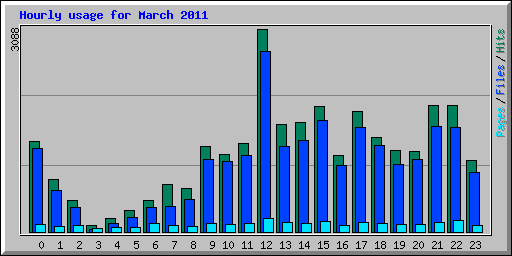 Hourly usage for March 2011
3088
Pages / Files / Hits
0 1 2 3 4 5 6 7 8 9 10 11 12 13 14 15 16 17 18 19 20 21 22 23